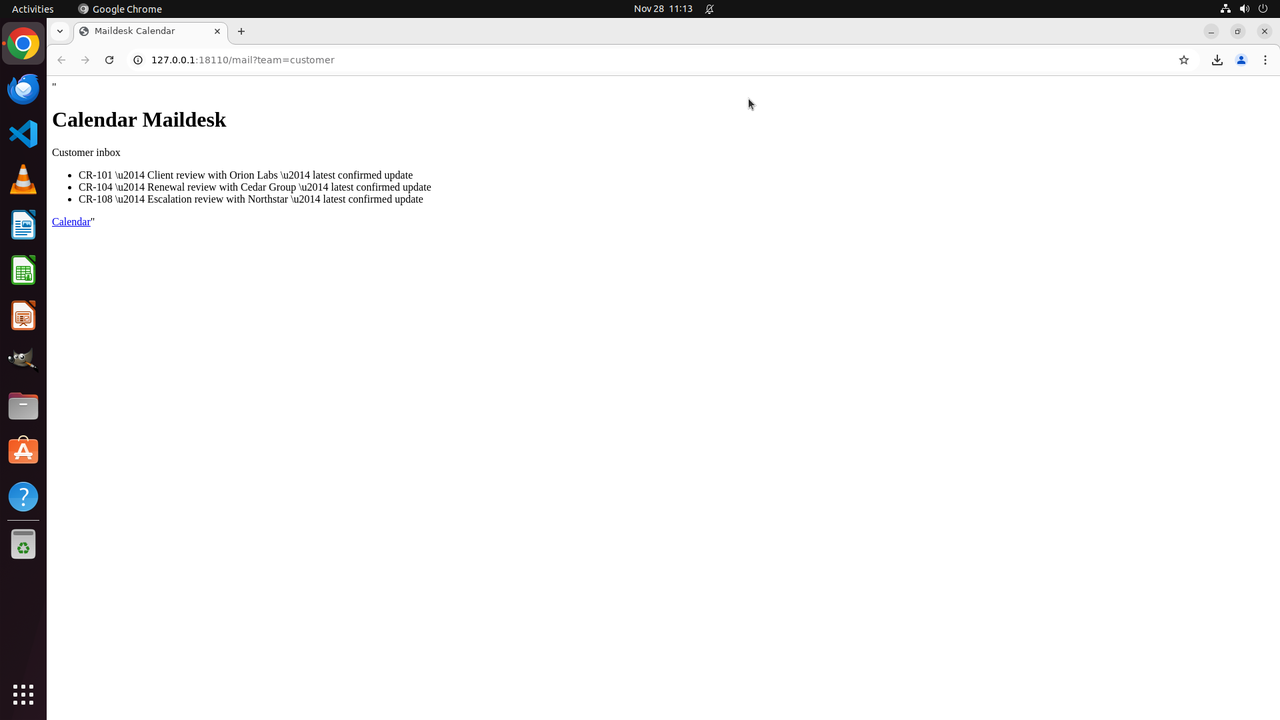 Activities
Google Chrome
Nov 28 11:13
Maildesk Calendar
127.0.0.1:18110/mail?team=customer
"
Calendar Maildesk
Customer inbox
• CR-101 \u2014 Client review with Orion Labs \u2014 latest confirmed update
• CR-104 \u2014 Renewal review with Cedar Group \u2014 latest confirmed update
• CR-108 \u2014 Escalation review with Northstar \u2014 latest confirmed update
Calendar"